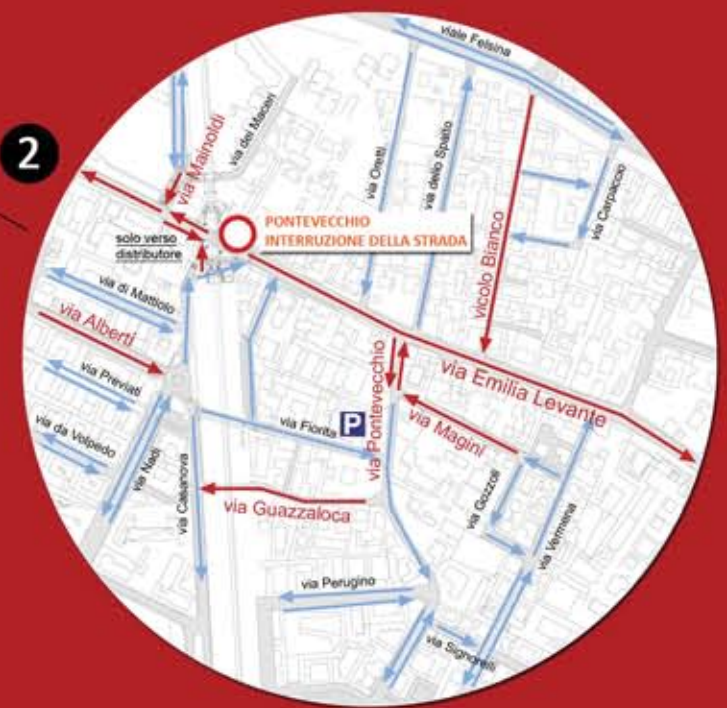 2
viale Felsina
via Mainoldi
via dei Maceri
via Oretti
via dello Spiato
via Carpaccio
PONTEVECCHIO
INTERRUZIONE DELLA STRADA
solo verso
distributore
vicolo Bianco
via di Mattiolo
via Alberti
via Emilia Levante
via Previati
via Pontevecchio
via Magini
via Fiorita
P
via da Volpedo
via Nadi
via Casanova
via Guazzaloca
via Gozzoli
via Vermena
via Perugino
via Signorelli